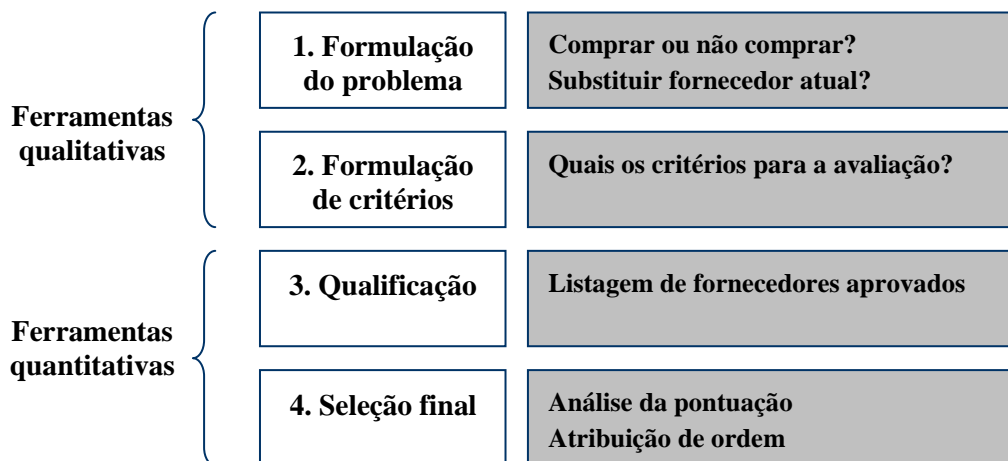 Ferramentas
qualitativas
1. Formulação
do problema
Comprar ou não comprar?
Substituir fornecedor atual?
2. Formulação
de critérios
Quais os critérios para a avaliação?
Ferramentas
quantitativas
3. Qualificação
Listagem de fornecedores aprovados
4. Seleção final
Análise da pontuação
Atribuição de ordem